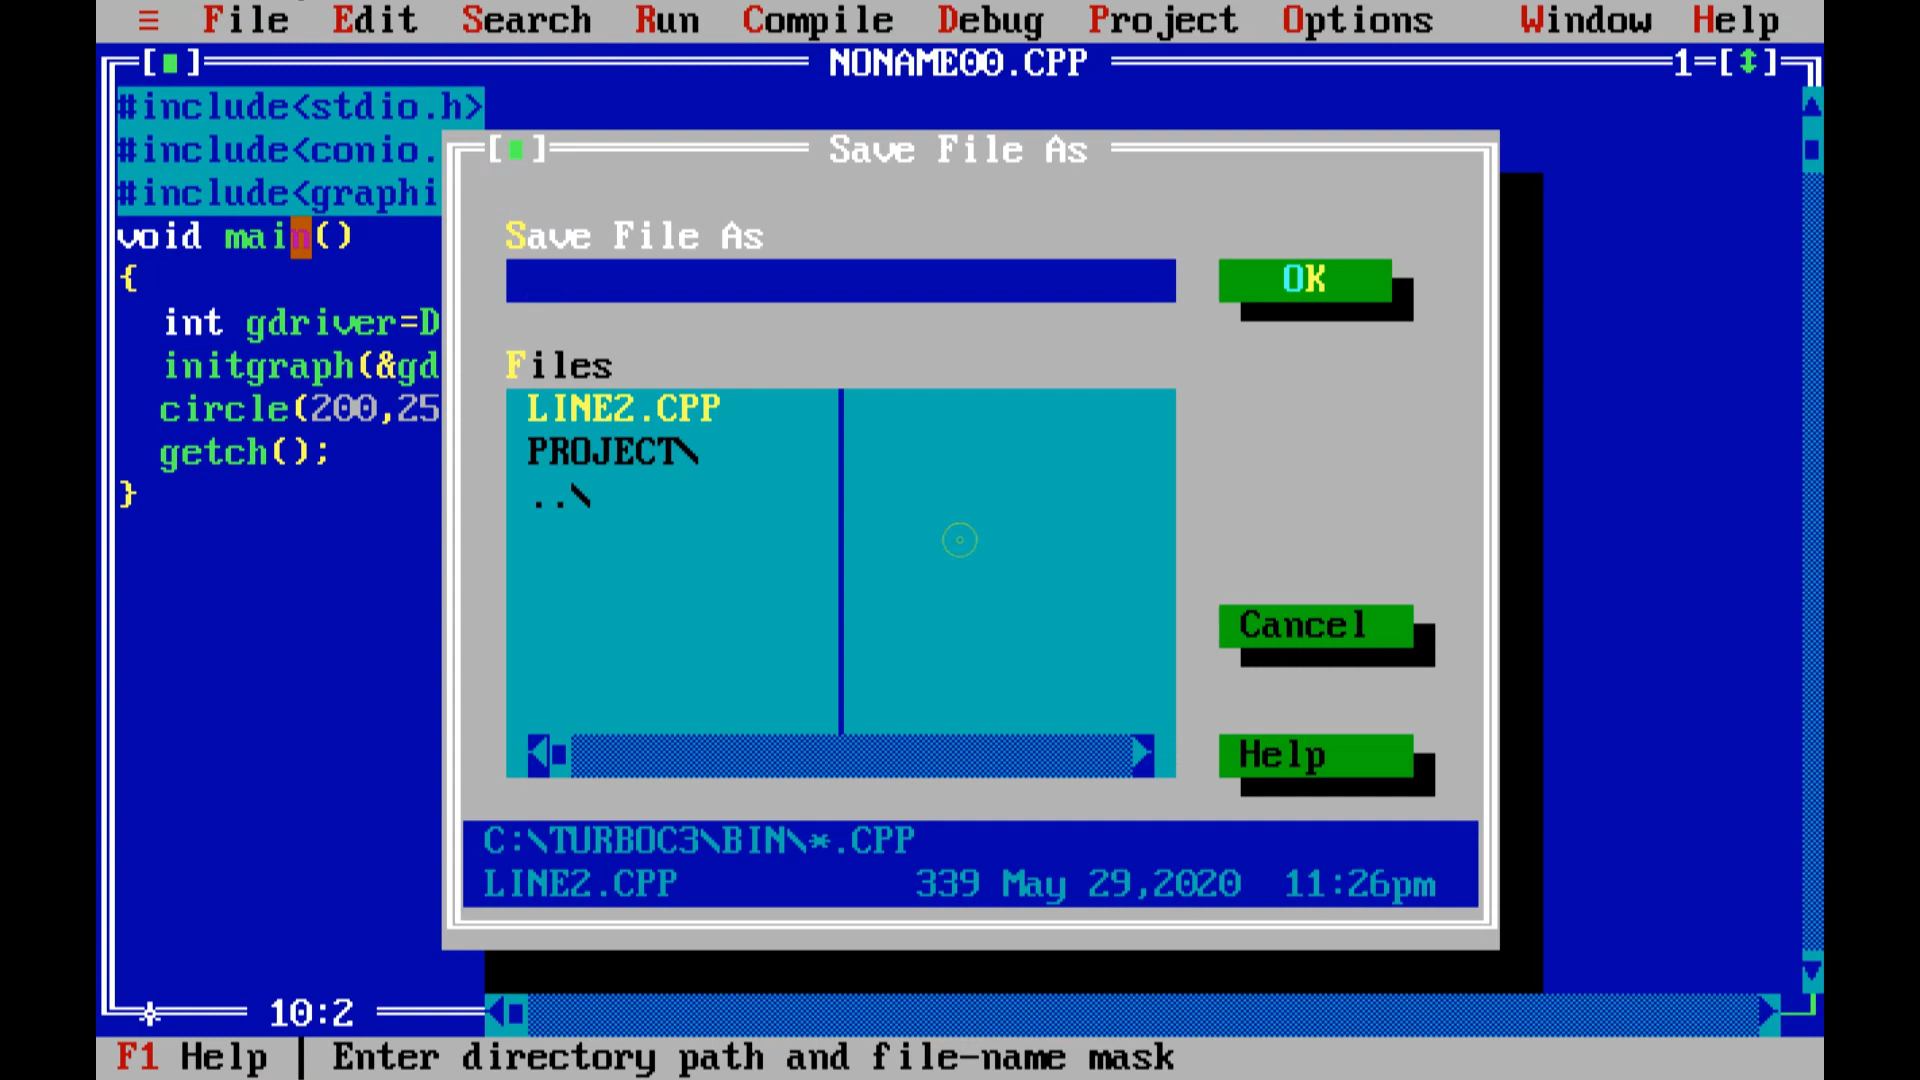 ≡ File Edit Search Run Compile Debug Project Options Window Help
[■] NONAME00.CPP 1=[↕]
#include<stdio.h>
#include<conio.
#include<graphi
void main()
{
int gdriver=D
initgraph(&gd
circle(200,25
getch();
}
[■] Save File As
Save File As
OK
Files
LINE2.CPP
PROJECT\
..\
Cancel
Help
C:\TURBOC3\BIN\*.CPP
LINE2.CPP 339 May 29,2020 11:26pm
10:2
F1 Help | Enter directory path and file-name mask